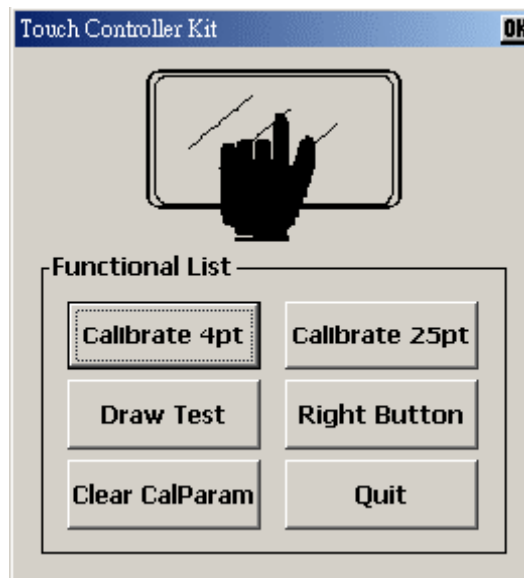 Touch Controller Kit OK
Functional List
Calibrate 4pt Calibrate 25pt
Draw Test Right Button
Clear CalParam Quit